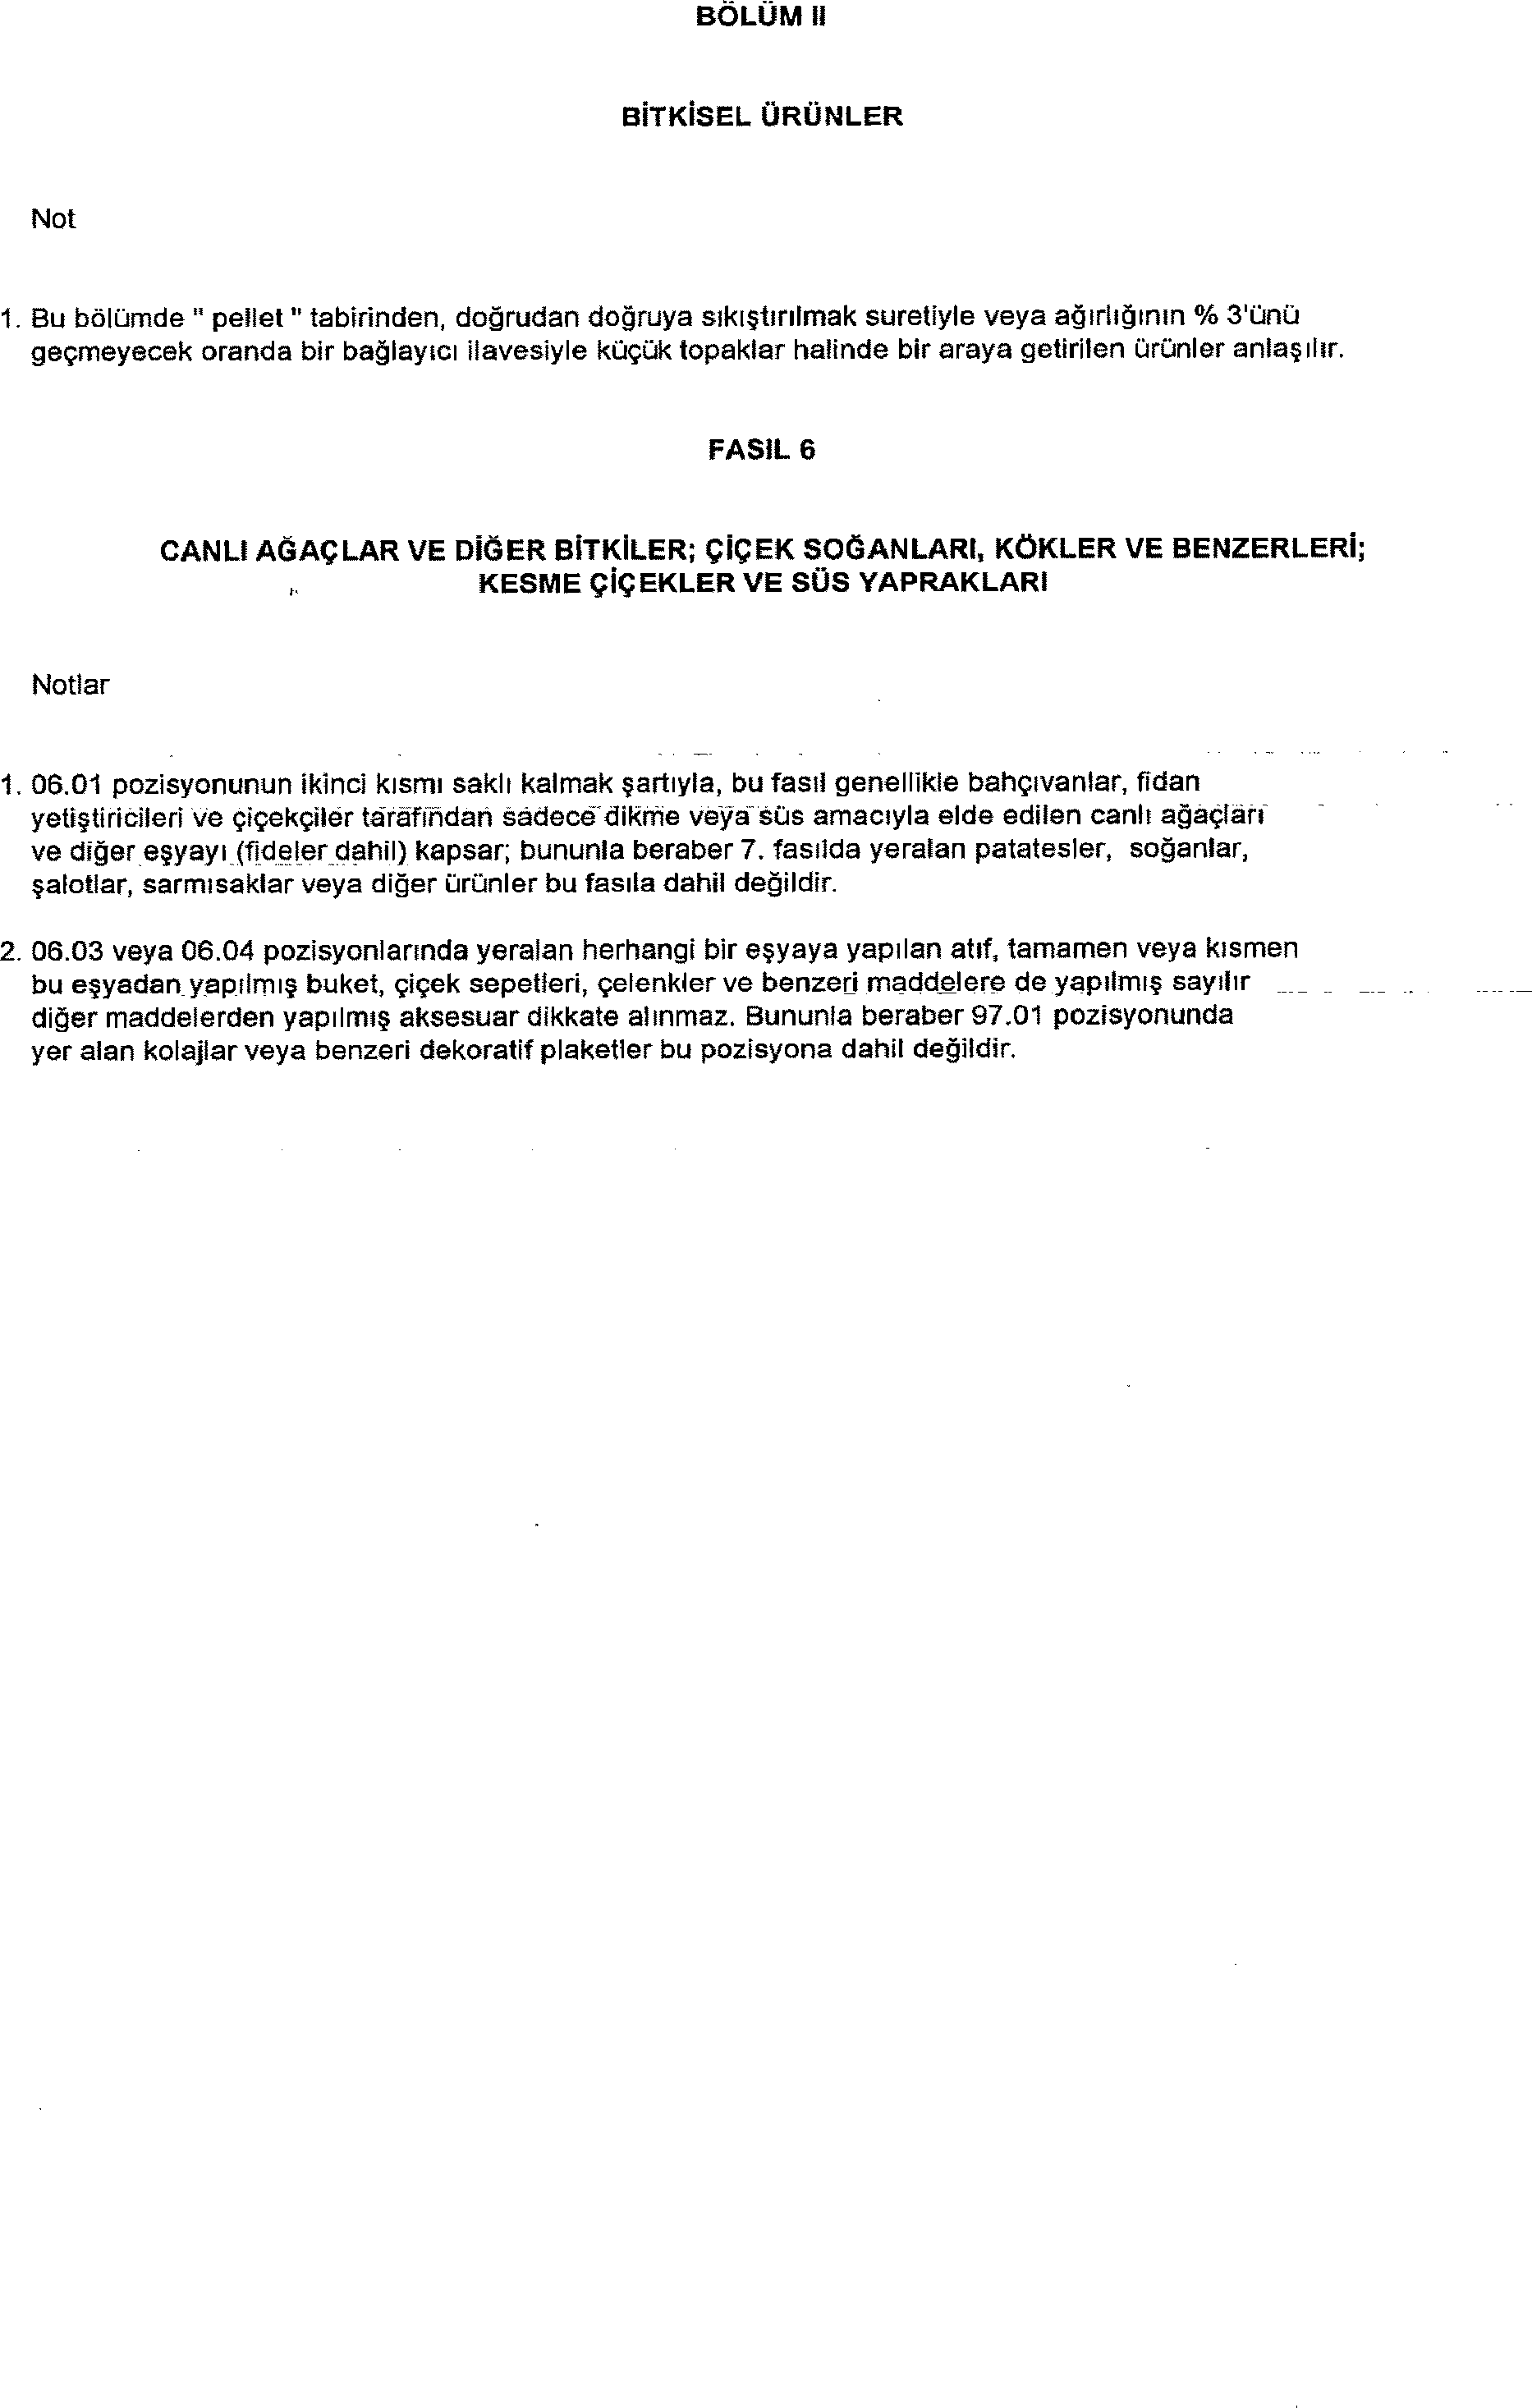 BÖLÜM II
BİTKİSEL ÜRÜNLER
Not
1. Bu bölümde " pellet " tabirinden, doğrudan doğruya sıkıştırılmak suretiyle veya ağırlığının % 3'ünü
geçmeyecek oranda bir bağlayıcı ilavesiyle küçük topaklar halinde bir araya getirilen ürünler anlaşılır.
FASIL 6
CANLI AĞAÇLAR VE DİĞER BİTKİLER; ÇİÇEK SOĞANLARI, KÖKLER VE BENZERLERİ;
KESME ÇİÇEKLER VE SÜS YAPRAKLARI
Notlar
1. 06.01 pozisyonunun ikinci kısmı saklı kalmak şartıyla, bu fasıl genellikle bahçıvanlar, fidan
yetiştiricileri ve çiçekçiler tarafından sadece dikme veya süs amacıyla elde edilen canlı ağaçları
ve diğer eşyayı (fideler dahil) kapsar; bununla beraber 7. fasılda yeralan patatesler, soğanlar,
şalotlar, sarmısaklar veya diğer ürünler bu fasıla dahil değildir.
2. 06.03 veya 06.04 pozisyonlarında yeralan herhangi bir eşyaya yapılan atıf, tamamen veya kısmen
bu eşyadan yapılmış buket, çiçek sepetleri, çelenkler ve benzeri maddelere de yapılmış sayılır
diğer maddelerden yapılmış aksesuar dikkate alınmaz. Bununla beraber 97.01 pozisyonunda
yer alan kolajlar veya benzeri dekoratif plaketler bu pozisyona dahil değildir.